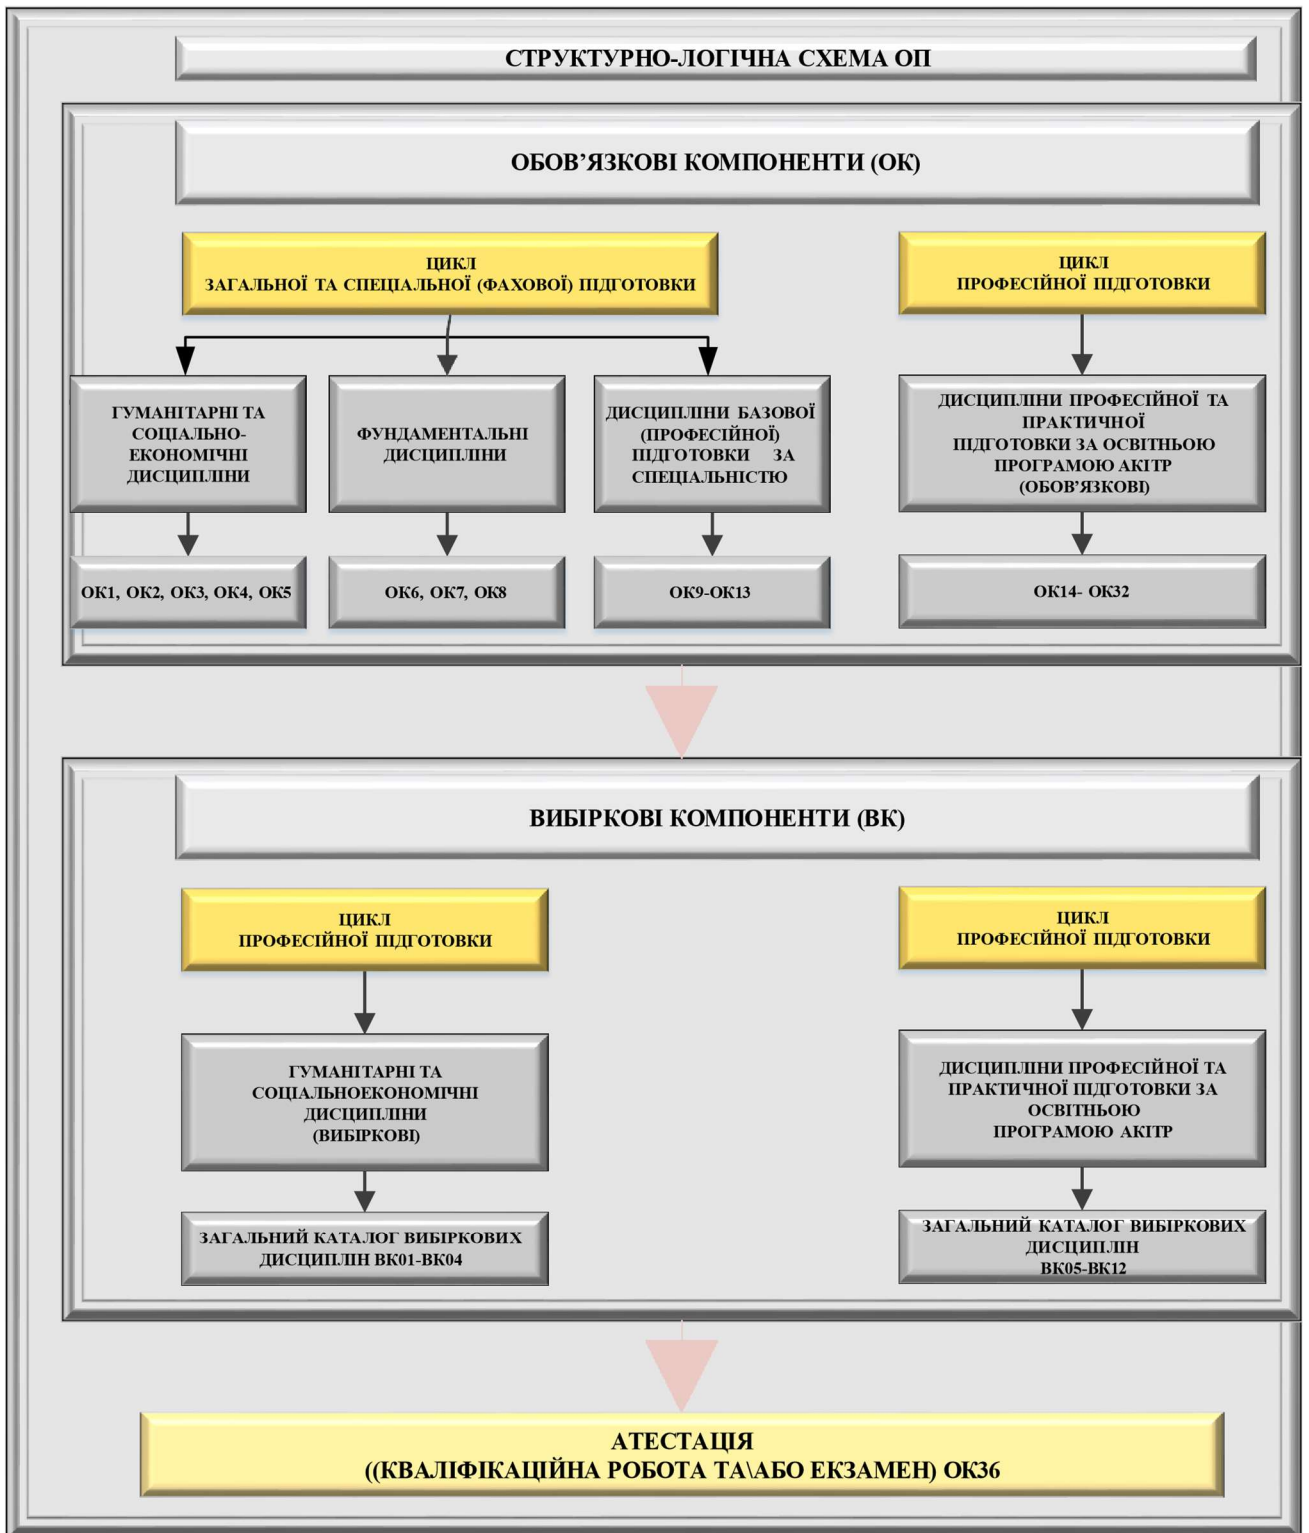 СТРУКТУРНО-ЛОГІЧНА СХЕМА ОП
ОБОВ’ЯЗКОВІ КОМПОНЕНТИ (ОК)
ЦИКЛ
ЗАГАЛЬНОЇ ТА СПЕЦІАЛЬНОЇ (ФАХОВОЇ) ПІДГОТОВКИ
ЦИКЛ
ПРОФЕСІЙНОЇ ПІДГОТОВКИ
ГУМАНІТАРНІ ТА
СОЦІАЛЬНО-
ЕКОНОМІЧНІ
ДИСЦИПЛІНИ
ФУНДАМЕНТАЛЬНІ
ДИСЦИПЛІНИ
ДИСЦИПЛІНИ БАЗОВОЇ
(ПРОФЕСІЙНОЇ)
ПІДГОТОВКИ ЗА
СПЕЦІАЛЬНІСТЮ
ДИСЦИПЛІНИ ПРОФЕСІЙНОЇ ТА
ПРАКТИЧНОЇ
ПІДГОТОВКИ ЗА ОСВІТНЬОЮ
ПРОГРАМОЮ АКІТР
(ОБОВ’ЯЗКОВІ)
ОК1, ОК2, ОК3, ОК4, ОК5
ОК6, ОК7, ОК8
ОК9-ОК13
ОК14- ОК32
ВИБІРКОВІ КОМПОНЕНТИ (ВК)
ЦИКЛ
ПРОФЕСІЙНОЇ ПІДГОТОВКИ
ЦИКЛ
ПРОФЕСІЙНОЇ ПІДГОТОВКИ
ГУМАНІТАРНІ ТА
СОЦІАЛЬНОЕКОНОМІЧНІ
ДИСЦИПЛІНИ
(ВИБІРКОВІ)
ДИСЦИПЛІНИ ПРОФЕСІЙНОЇ ТА
ПРАКТИЧНОЇ ПІДГОТОВКИ ЗА
ОСВІТНЬОЮ
ПРОГРАМОЮ АКІТР
ЗАГАЛЬНИЙ КАТАЛОГ ВИБІРКОВИХ
ДИСЦИПЛІН ВК01-ВК04
ЗАГАЛЬНИЙ КАТАЛОГ ВИБІРКОВИХ
ДИСЦИПЛІН
ВК05-ВК12
АТЕСТАЦІЯ
((КВАЛІФІКАЦІЙНА РОБОТА ТА\АБО ЕКЗАМЕН) ОК36